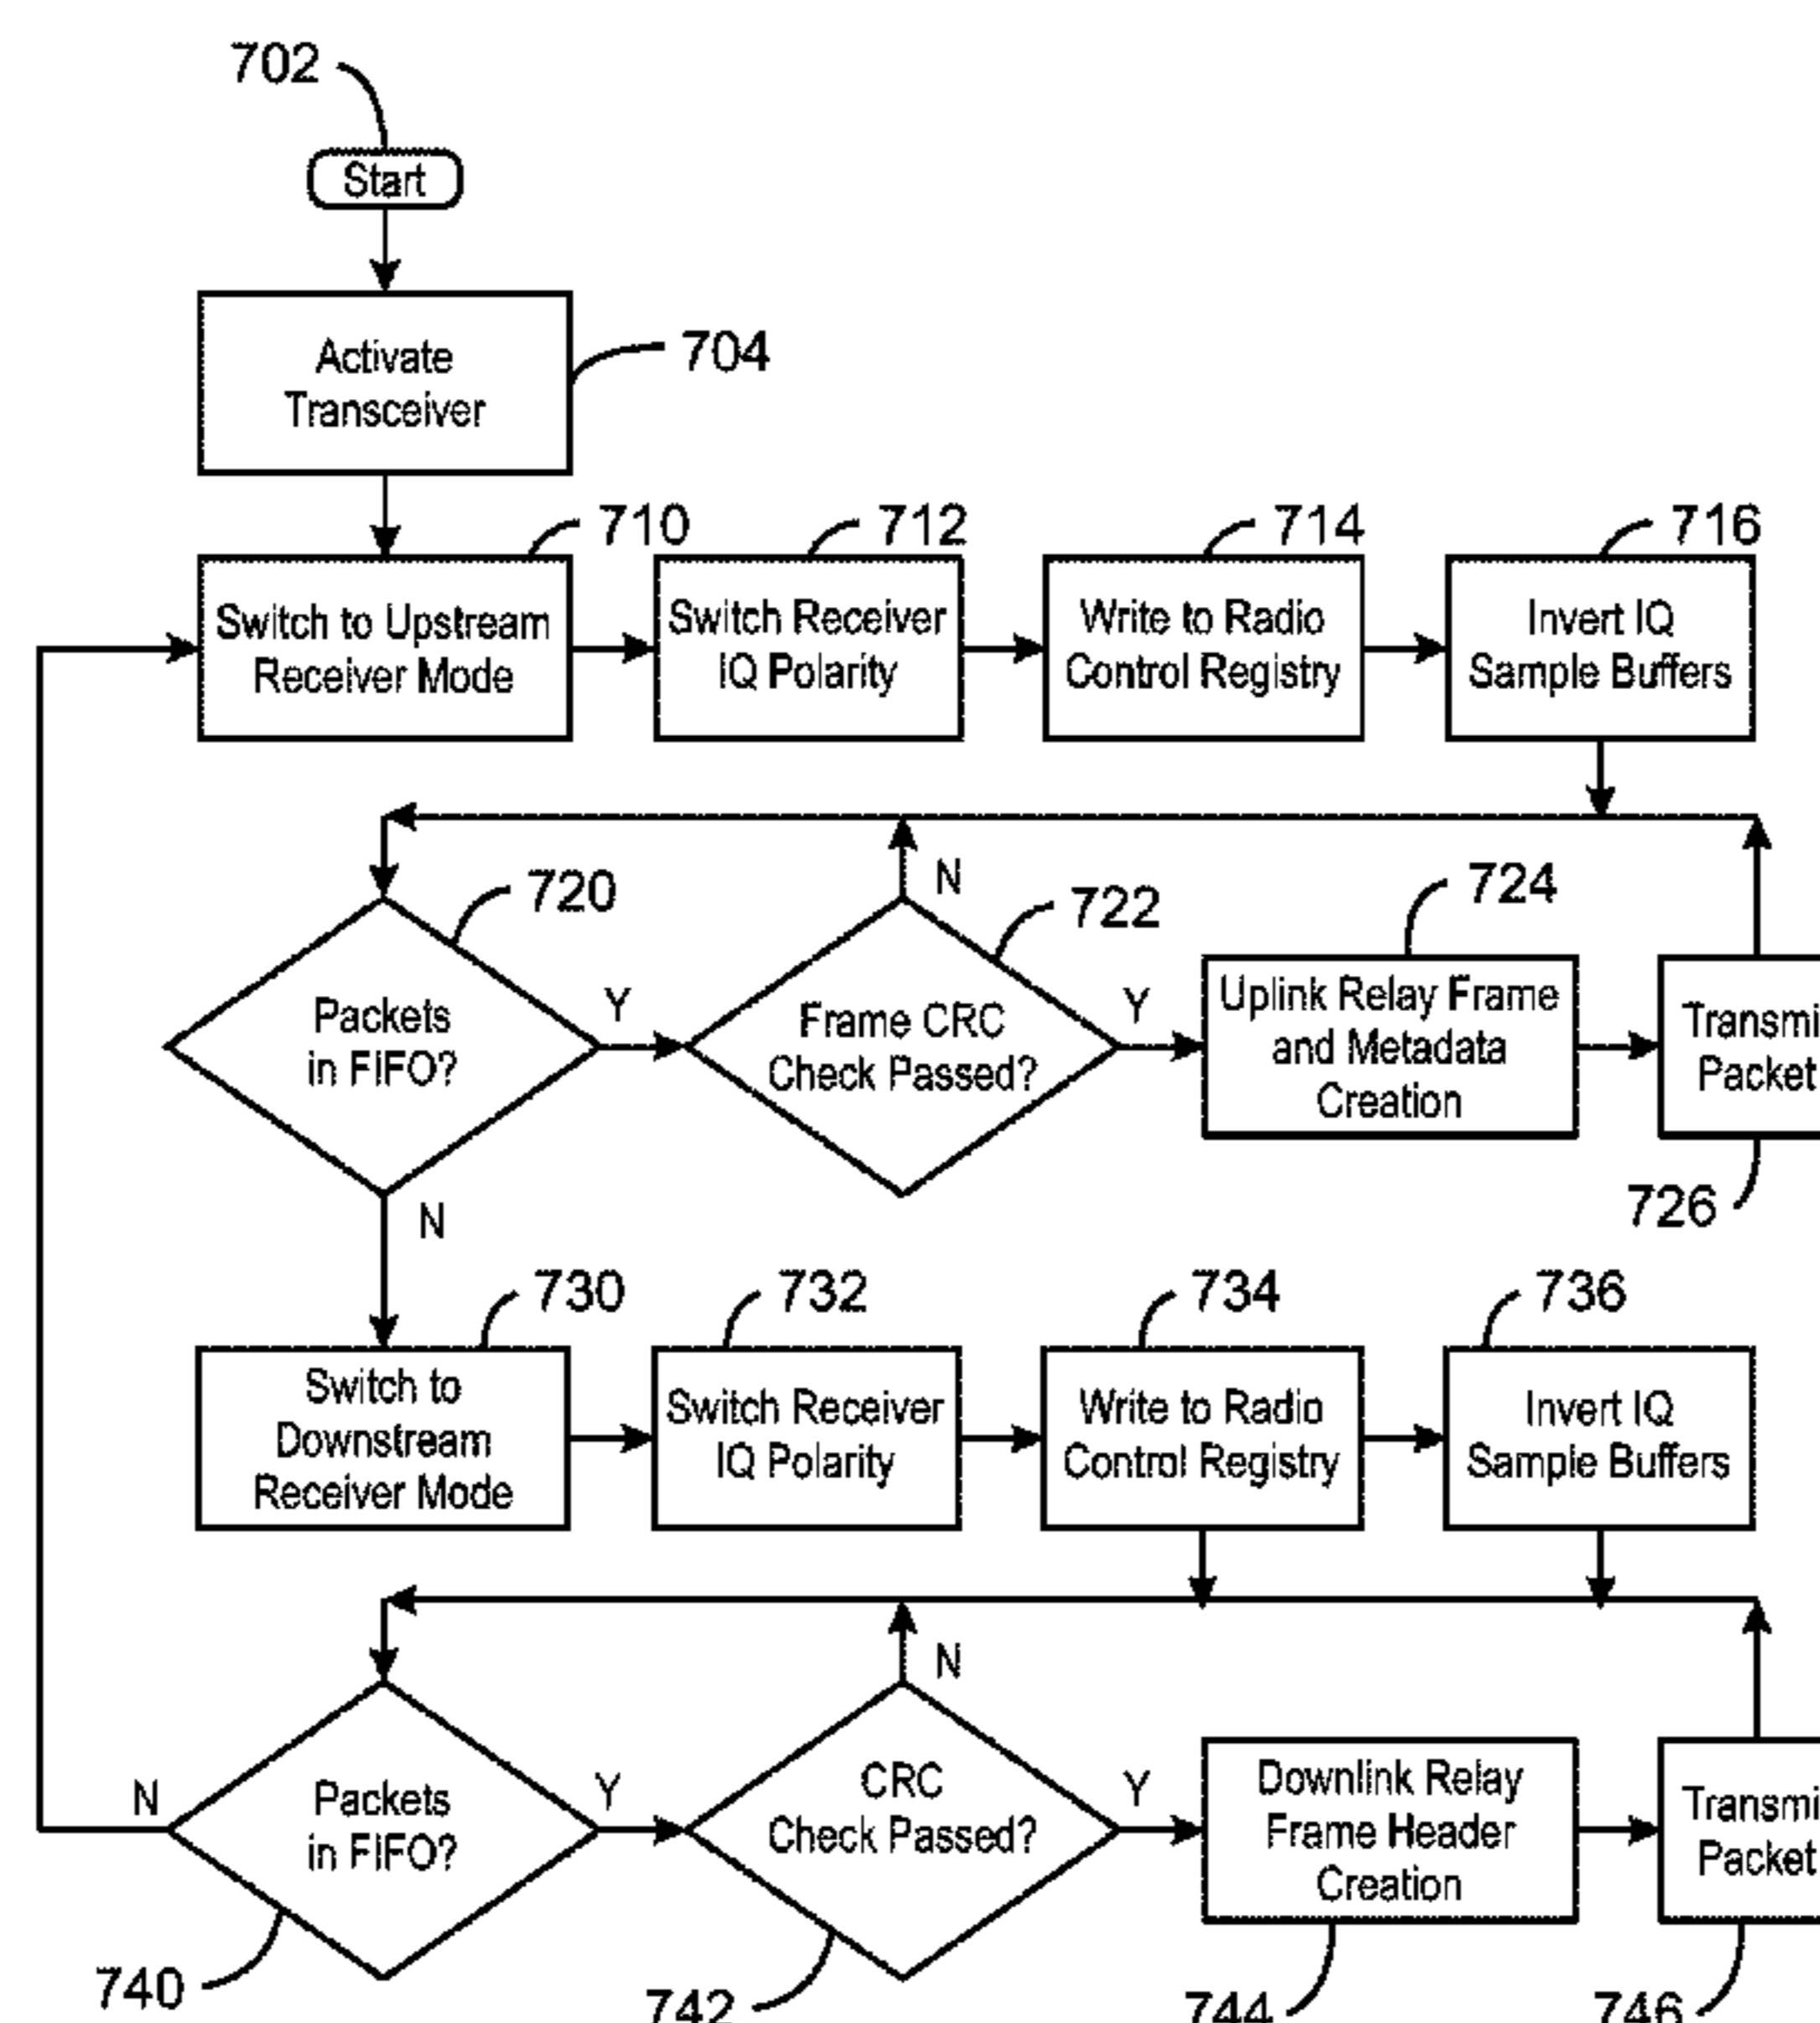 702
Start
Activate
Transceiver
704
710
712
714
716
Switch to Upstream
Receiver Mode
Switch Receiver
IQ Polarity
Write to Radio
Control Registry
Invert IQ
Sample Buffers
N
720
722
724
Packets
in FIFO?
Y
Frame CRC
Check Passed?
Y
Uplink Relay Frame
and Metadata
Creation
Transmi
Packet
726
N
730
732
734
736
Switch to
Downstream
Receiver Mode
Switch Receiver
IQ Polarity
Write to Radio
Control Registry
Invert IQ
Sample Buffers
N
N
Packets
in FIFO?
Y
CRC
Check Passed?
Y
Downlink Relay
Frame Header
Creation
Transmi
Packet
740
742
744
746